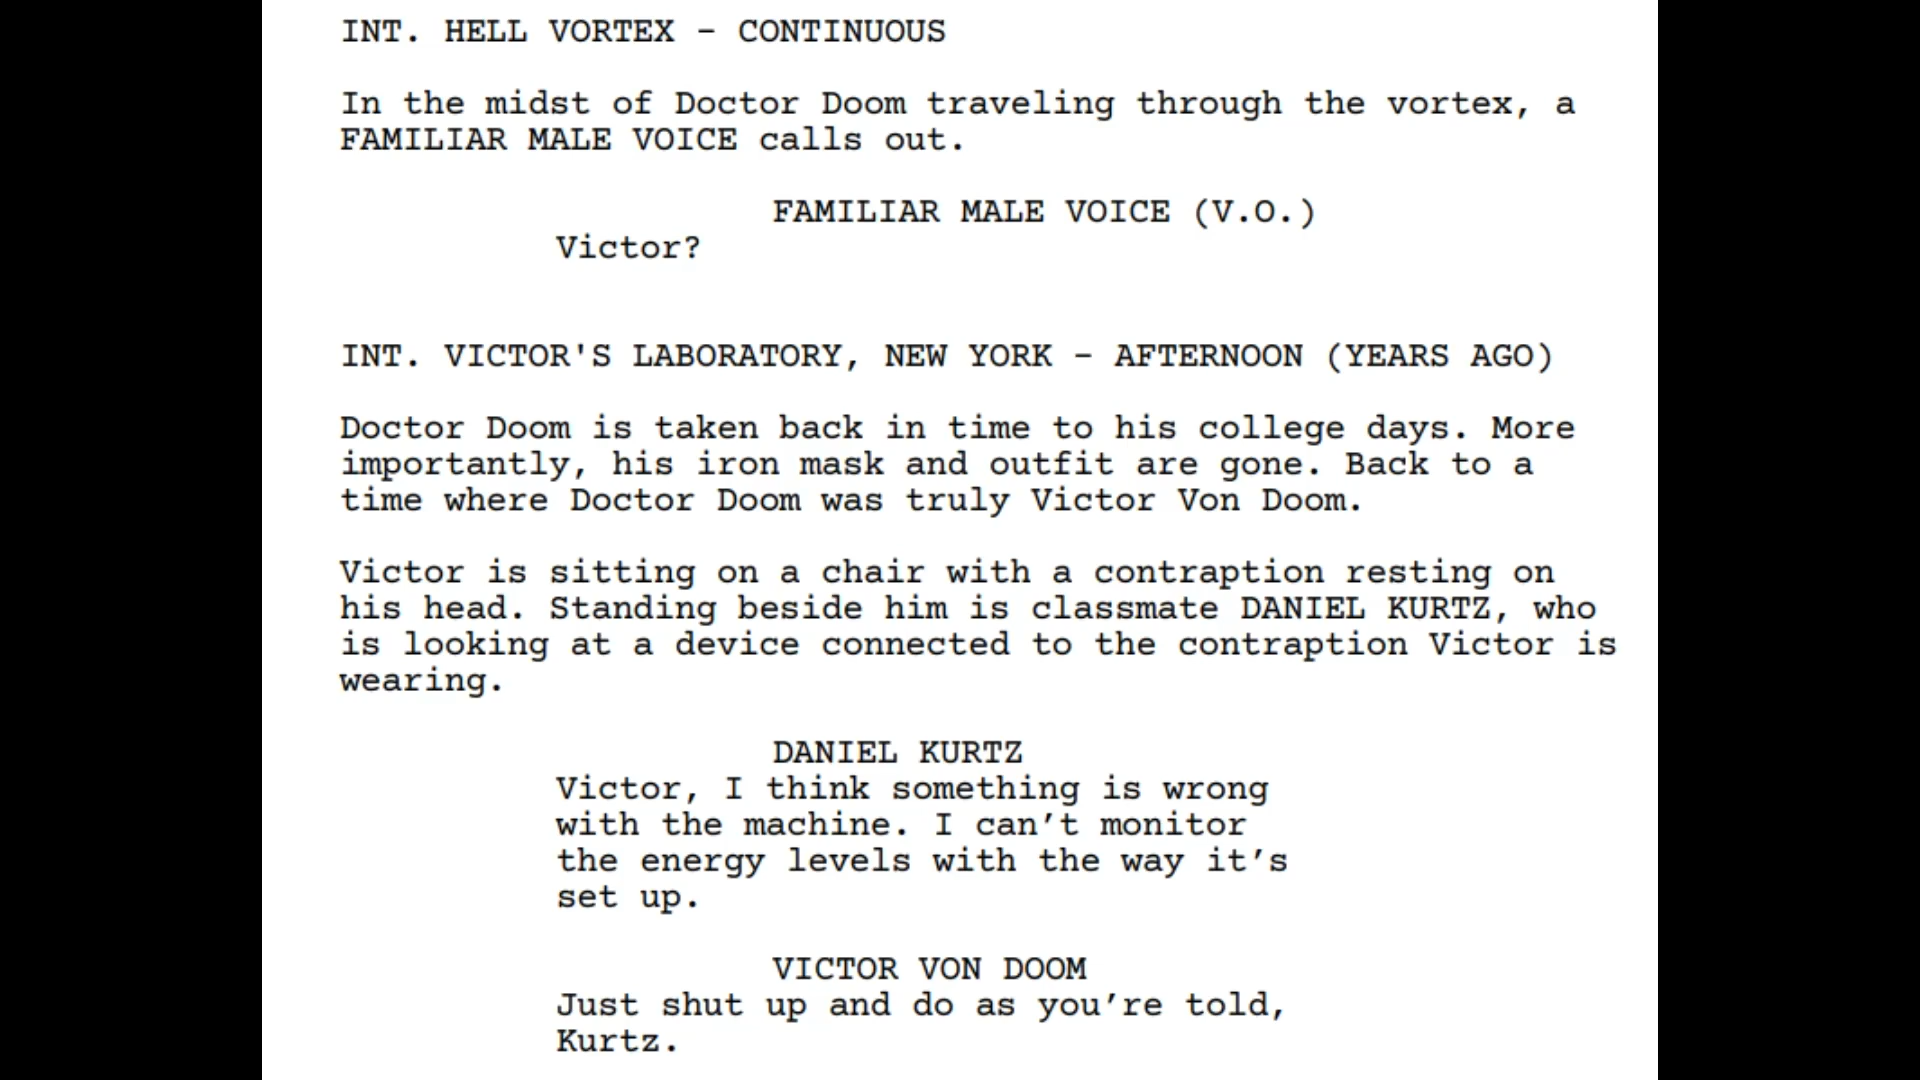 INT. HELL VORTEX - CONTINUOUS
In the midst of Doctor Doom traveling through the vortex, a
FAMILIAR MALE VOICE calls out.
FAMILIAR MALE VOICE (V.O.)
Victor?
INT. VICTOR'S LABORATORY, NEW YORK - AFTERNOON (YEARS AGO)
Doctor Doom is taken back in time to his college days. More
importantly, his iron mask and outfit are gone. Back to a
time where Doctor Doom was truly Victor Von Doom.
Victor is sitting on a chair with a contraption resting on
his head. Standing beside him is classmate DANIEL KURTZ, who
is looking at a device connected to the contraption Victor is
wearing.
DANIEL KURTZ
Victor, I think something is wrong
with the machine. I can’t monitor
the energy levels with the way it’s
set up.
VICTOR VON DOOM
Just shut up and do as you’re told,
Kurtz.